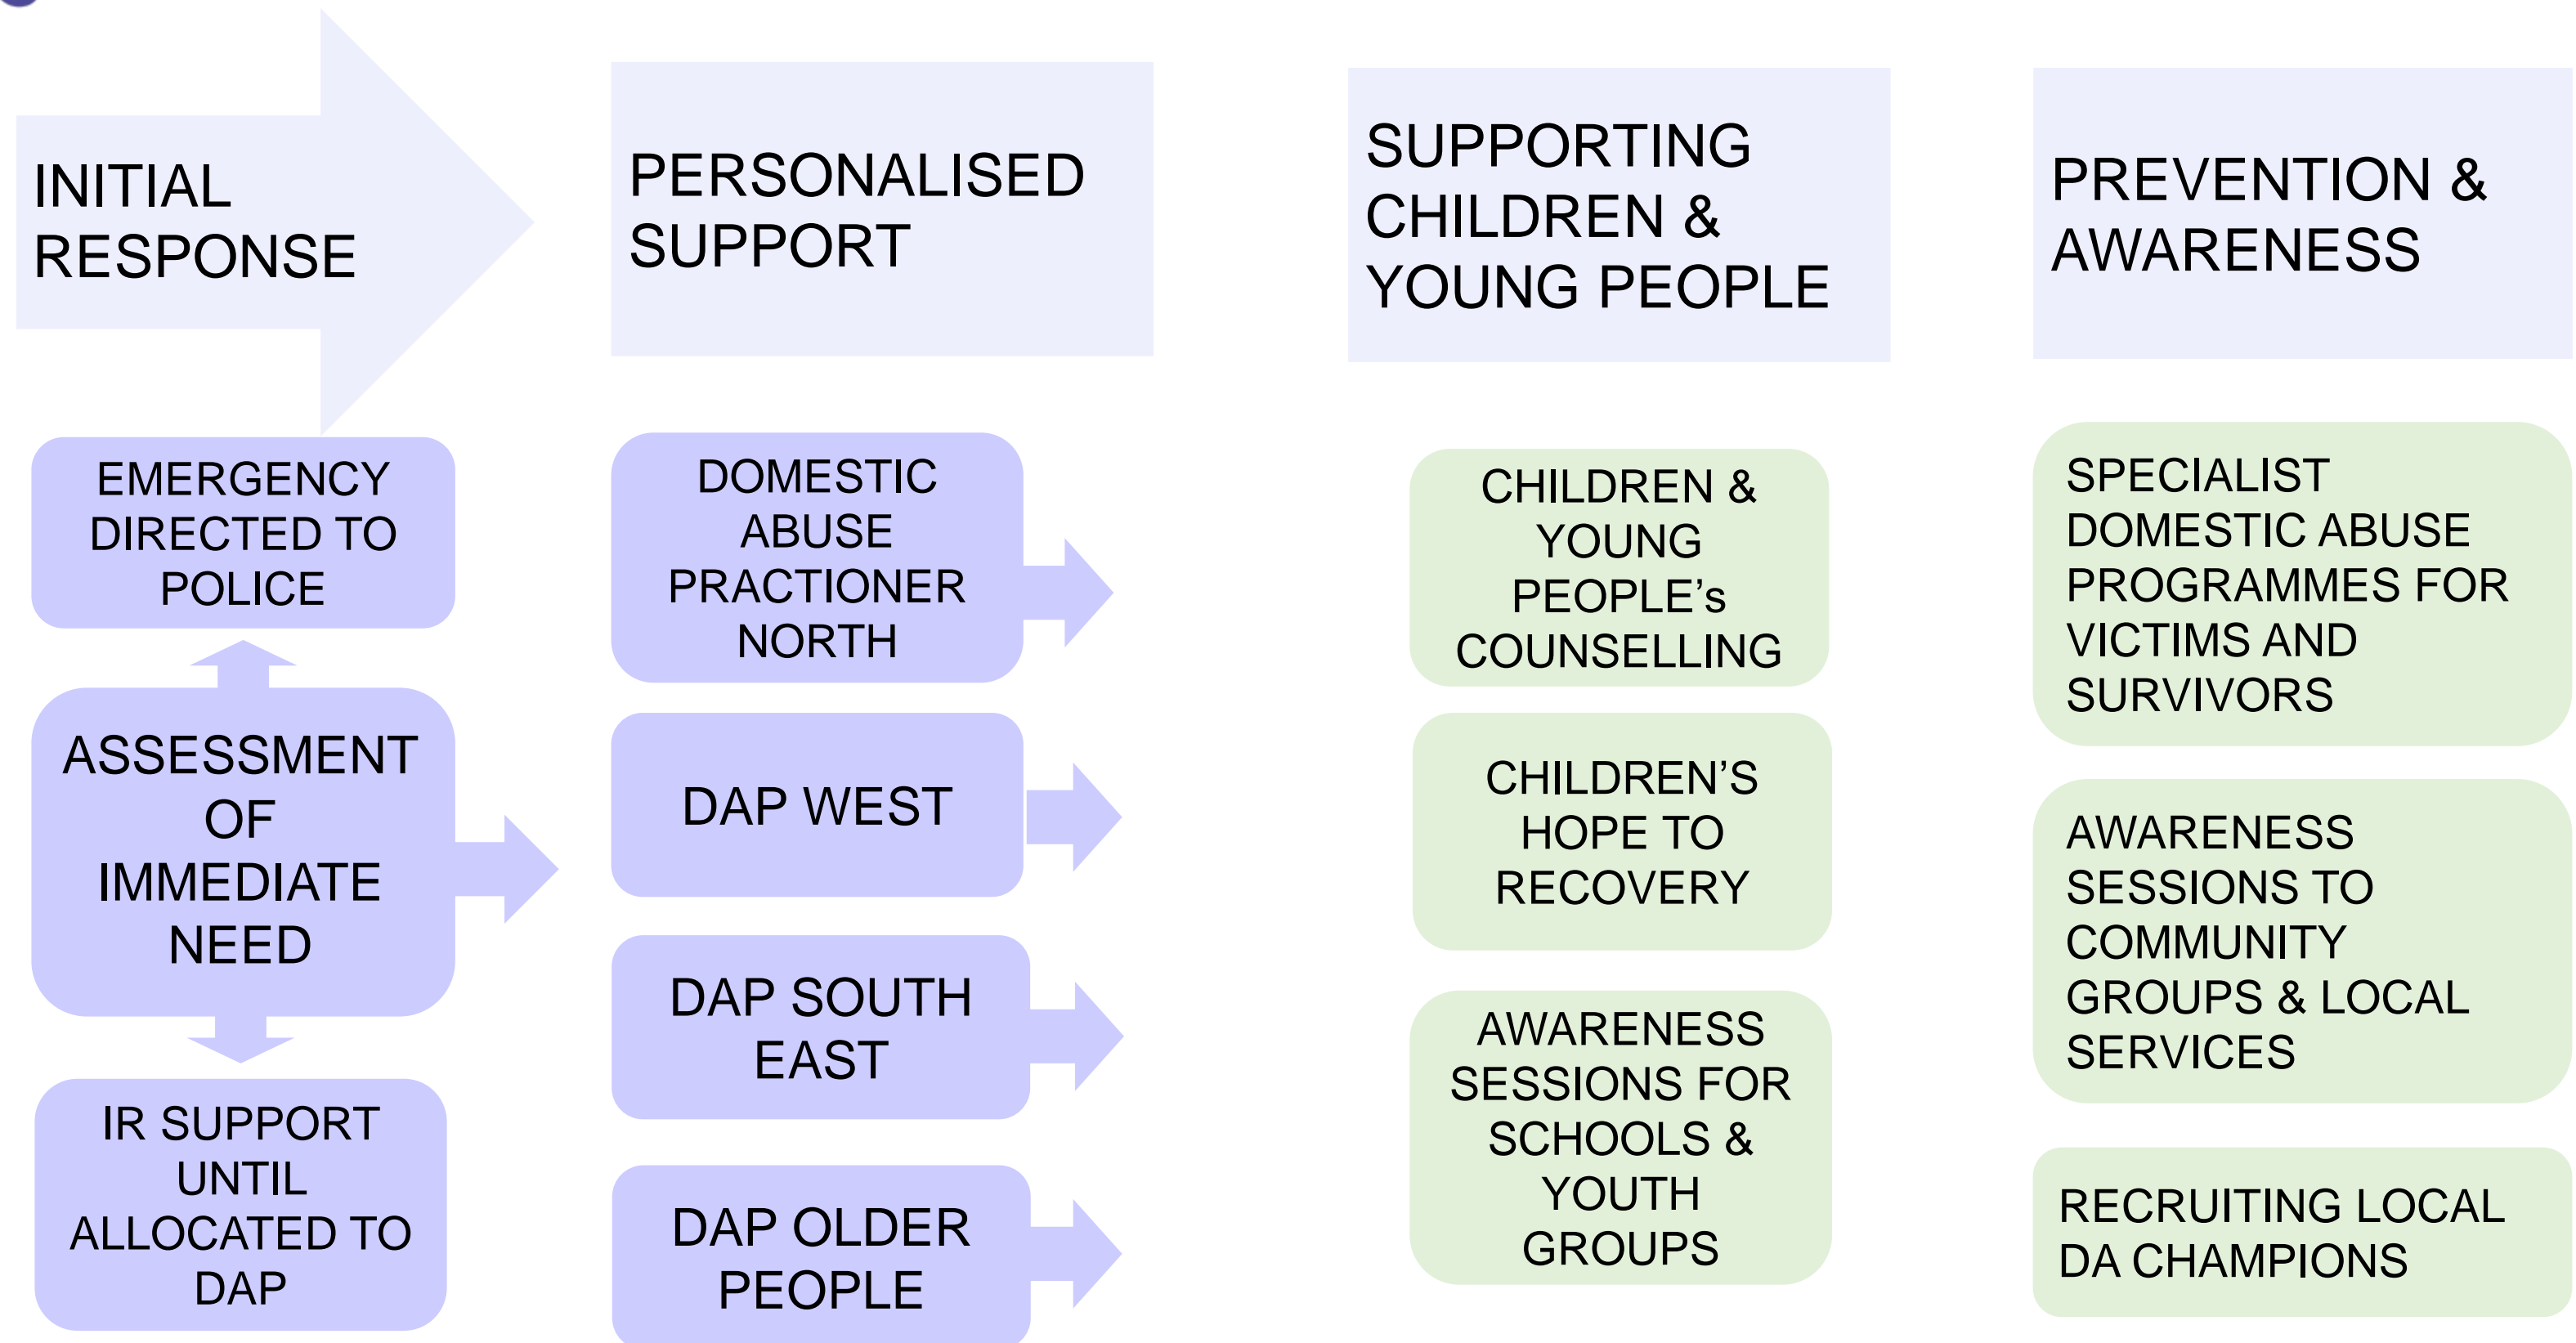 INITIAL
RESPONSE
EMERGENCY
DIRECTED TO
POLICE
ASSESSMENT
OF
IMMEDIATE
NEED
IR SUPPORT
UNTIL
ALLOCATED TO
DAP
PERSONALISED
SUPPORT
DOMESTIC
ABUSE
PRACTIONER
NORTH
DAP WEST
DAP SOUTH
EAST
DAP OLDER
PEOPLE
SUPPORTING
CHILDREN &
YOUNG PEOPLE
CHILDREN &
YOUNG
PEOPLE’s
COUNSELLING
CHILDREN’S
HOPE TO
RECOVERY
AWARENESS
SESSIONS FOR
SCHOOLS &
YOUTH
GROUPS
PREVENTION &
AWARENESS
SPECIALIST
DOMESTIC ABUSE
PROGRAMMES FOR
VICTIMS AND
SURVIVORS
AWARENESS
SESSIONS TO
COMMUNITY
GROUPS & LOCAL
SERVICES
RECRUITING LOCAL
DA CHAMPIONS